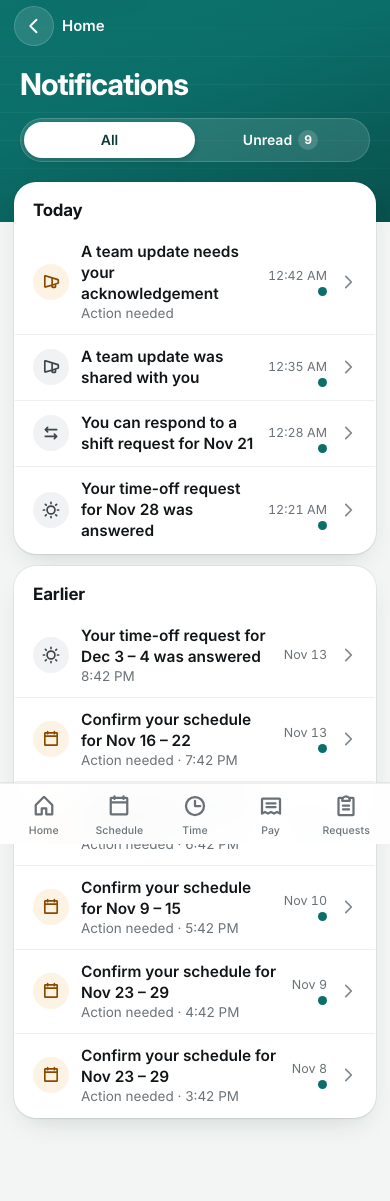 Home
Notifications
All
Unread 9
Today
A team update needs
your
acknowledgement
Action needed
12:42 AM
A team update was
shared with you
12:35 AM
You can respond to a
shift request for Nov 21
12:28 AM
Your time-off request
for Nov 28 was
answered
12:21 AM
Earlier
Your time-off request for
Dec 3 – 4 was answered
8:42 PM
Nov 13
Confirm your schedule
for Nov 16 – 22
Action needed · 7:42 PM
Nov 13
Home
Schedule
Time
Pay
Requests
Action needed · 6:42 PM
Confirm your schedule
for Nov 9 – 15
Action needed · 5:42 PM
Nov 10
Confirm your schedule for
Nov 23 – 29
Action needed · 4:42 PM
Nov 9
Confirm your schedule for
Nov 23 – 29
Action needed · 3:42 PM
Nov 8